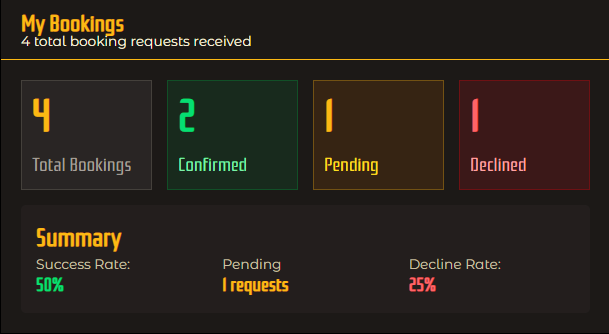 My Bookings
4 total booking requests received
4 2 1 1
Total Bookings Confirmed Pending Declined
Summary
Success Rate: Pending Decline Rate:
50% 1 requests 25%